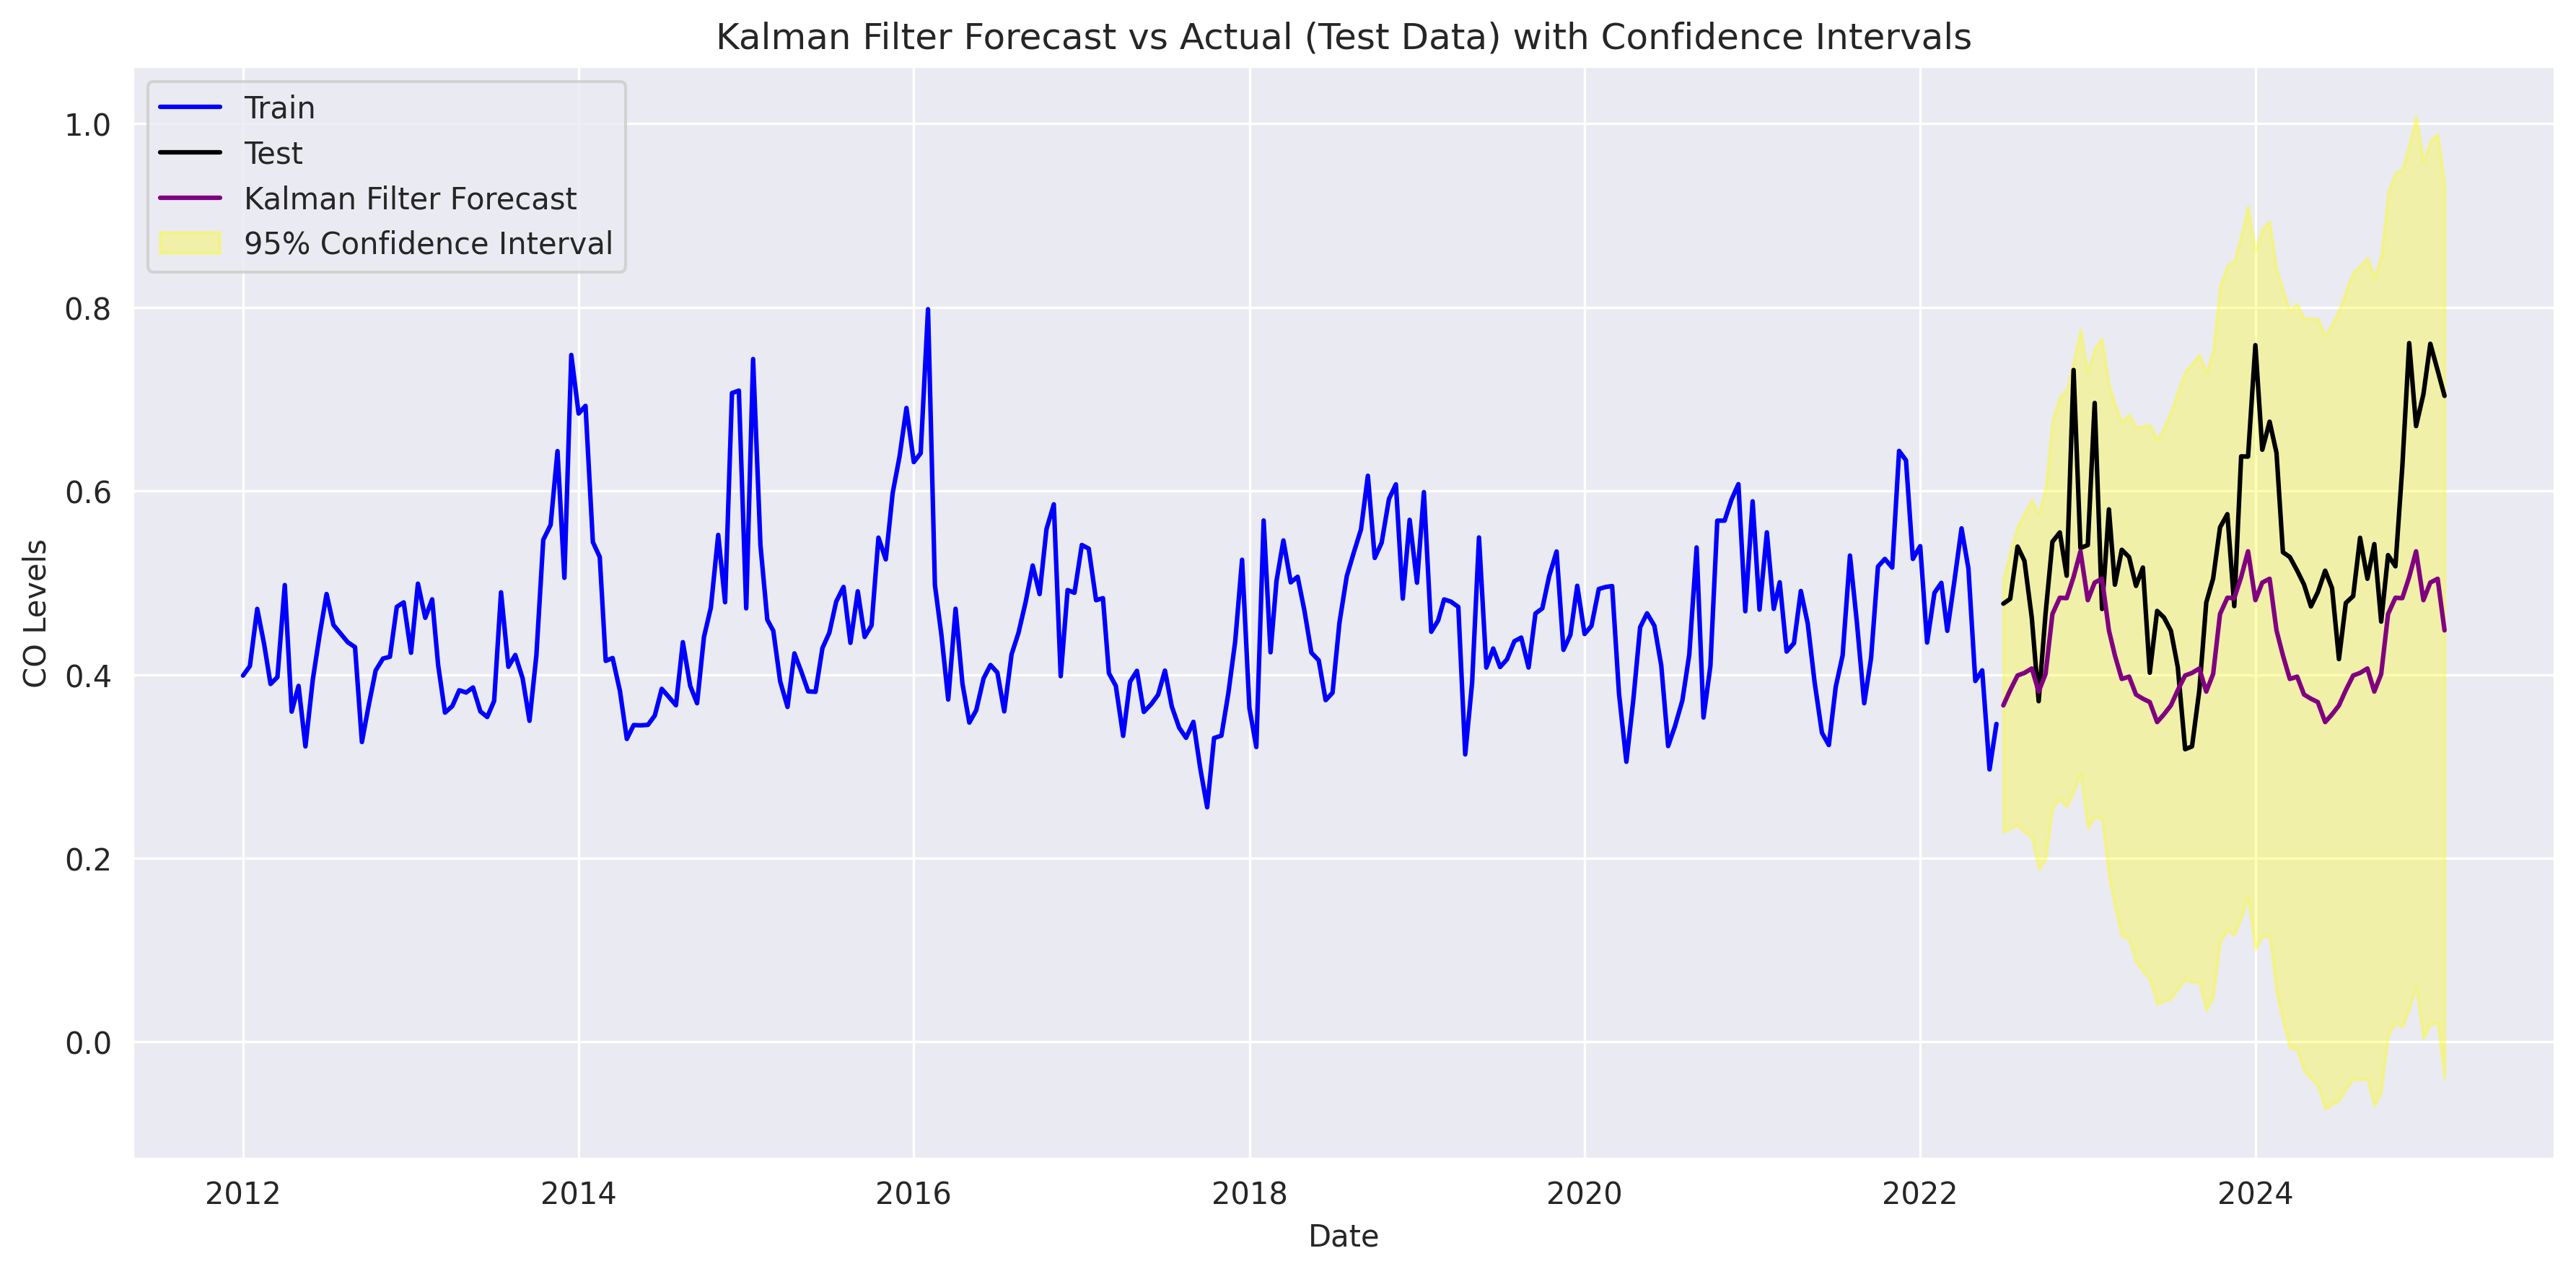 Kalman Filter Forecast vs Actual (Test Data) with Confidence Intervals
Train
Test
Kalman Filter Forecast
95% Confidence Interval
CO Levels
1.0
0.8
0.6
0.4
0.2
0.0
2012 2014 2016 2018 2020 2022 2024
Date